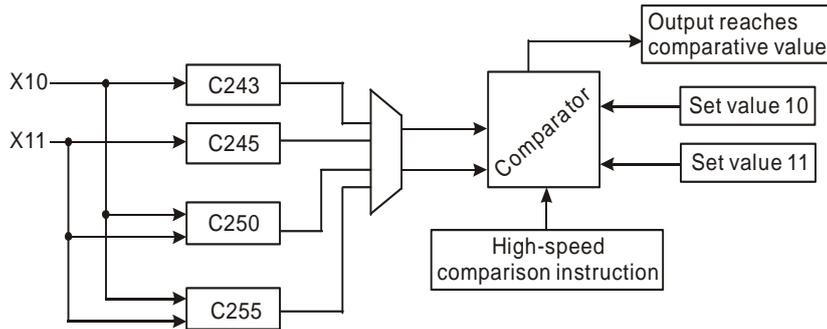 Output reaches
comparative value
X10
C243
Set value 10
X11
C245
Comparator
Set value 11
C250
High-speed
comparison instruction
C255